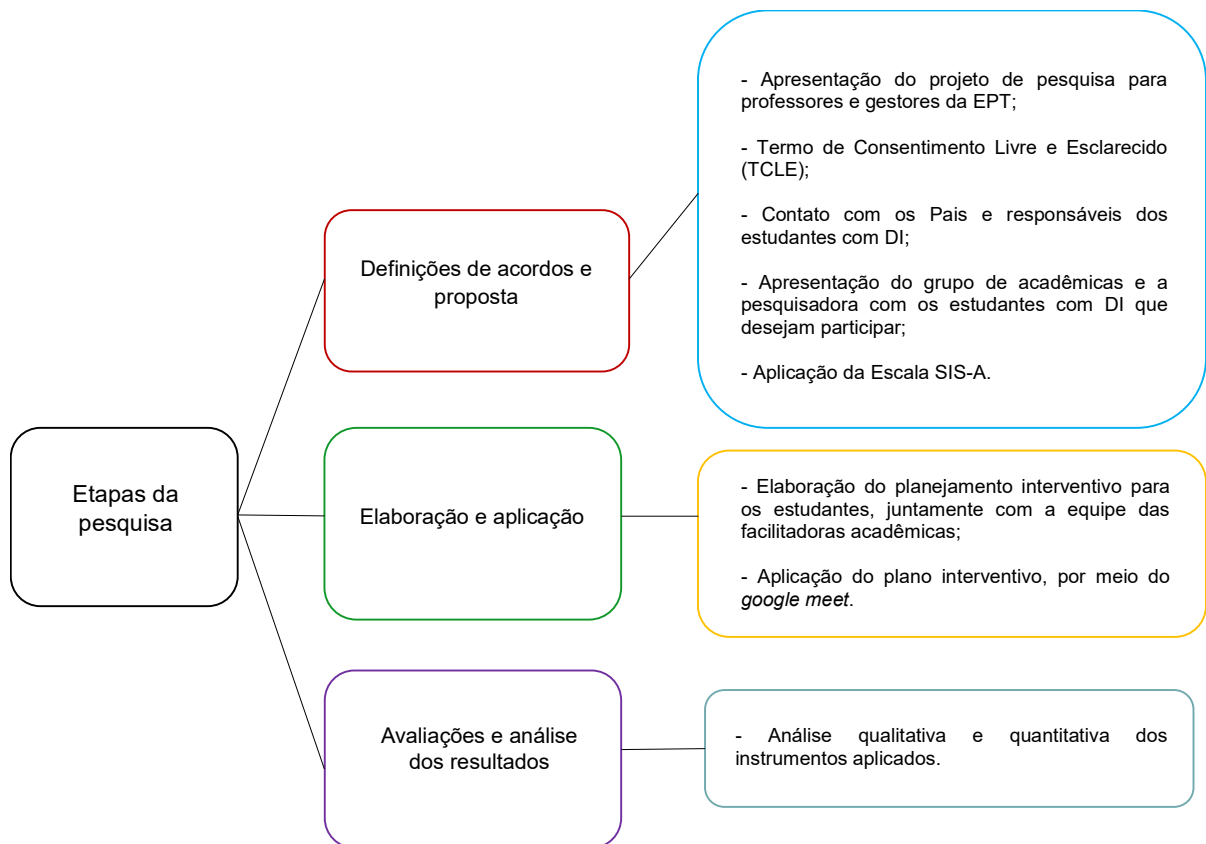 Etapas da
pesquisa
Definições de acordos e
proposta
- Apresentação do projeto de pesquisa para
professores e gestores da EPT;
- Termo de Consentimento Livre e Esclarecido
(TCLE);
- Contato com os Pais e responsáveis dos
estudantes com DI;
- Apresentação do grupo de acadêmicas e a
pesquisadora com os estudantes com DI que
desejam participar;
- Aplicação da Escala SIS-A.
Elaboração e aplicação
- Elaboração do planejamento interventivo para
os estudantes, juntamente com a equipe das
facilitadoras acadêmicas;
- Aplicação do plano interventivo, por meio do
google meet.
Avaliações e análise
dos resultados
- Análise qualitativa e quantitativa dos
instrumentos aplicados.